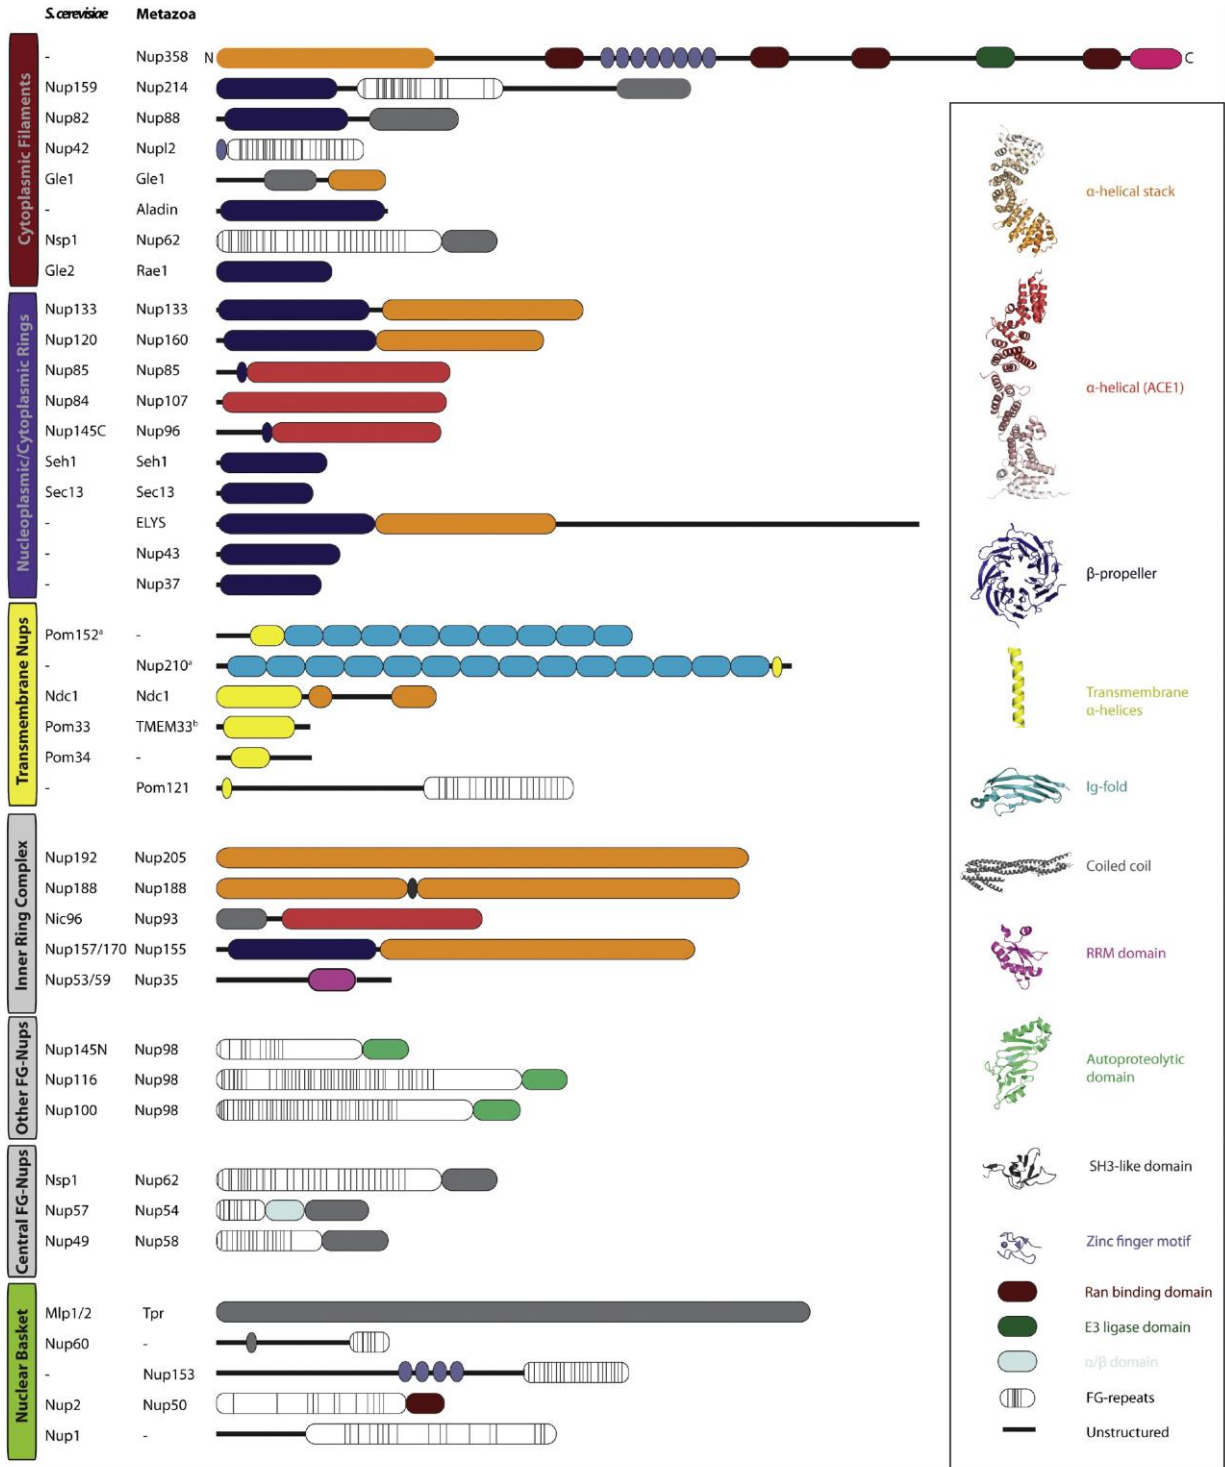 S. cerevisiae Metazoa
Cytoplasmic Filaments
- Nup358 N C
Nup159 Nup214
Nup82 Nup88
Nup42 Nupl2
Gle1 Gle1
- Aladin
Nsp1 Nup62
Gle2 Rae1
Nucleoplasmic/Cytoplasmic Rings
Nup133 Nup133
Nup120 Nup160
Nup85 Nup85
Nup84 Nup107
Nup145C Nup96
Seh1 Seh1
Sec13 Sec13
- ELYS
- Nup43
- Nup37
Transmembrane Nups
Pom152ᵃ -
- Nup210ᵃ
Ndc1 Ndc1
Pom33 TMEM33ᵇ
Pom34 -
- Pom121
Inner Ring Complex
Nup192 Nup205
Nup188 Nup188
Nic96 Nup93
Nup157/170 Nup155
Nup53/59 Nup35
Other FG-Nups
Nup145N Nup98
Nup116 Nup98
Nup100 Nup98
Central FG-Nups
Nsp1 Nup62
Nup57 Nup54
Nup49 Nup58
Nuclear Basket
Mlp1/2 Tpr
Nup60 -
- Nup153
Nup2 Nup50
Nup1 -
α-helical stack
α-helical (ACE1)
β-propeller
Transmembrane
α-helices
Ig-fold
Coiled coil
RRM domain
Autoproteolytic
domain
SH3-like domain
Zinc finger motif
Ran binding domain
E3 ligase domain
α/β domain
FG-repeats
Unstructured